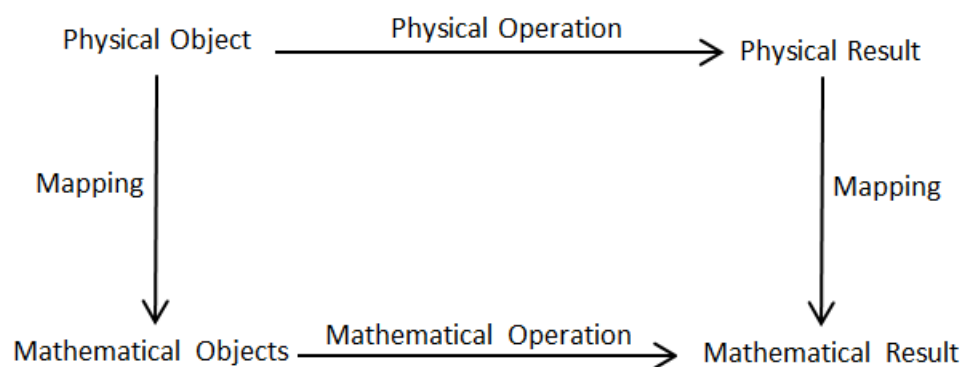 Physical Object
Physical Operation
Physical Result
Mapping
Mapping
Mathematical Objects
Mathematical Operation
Mathematical Result